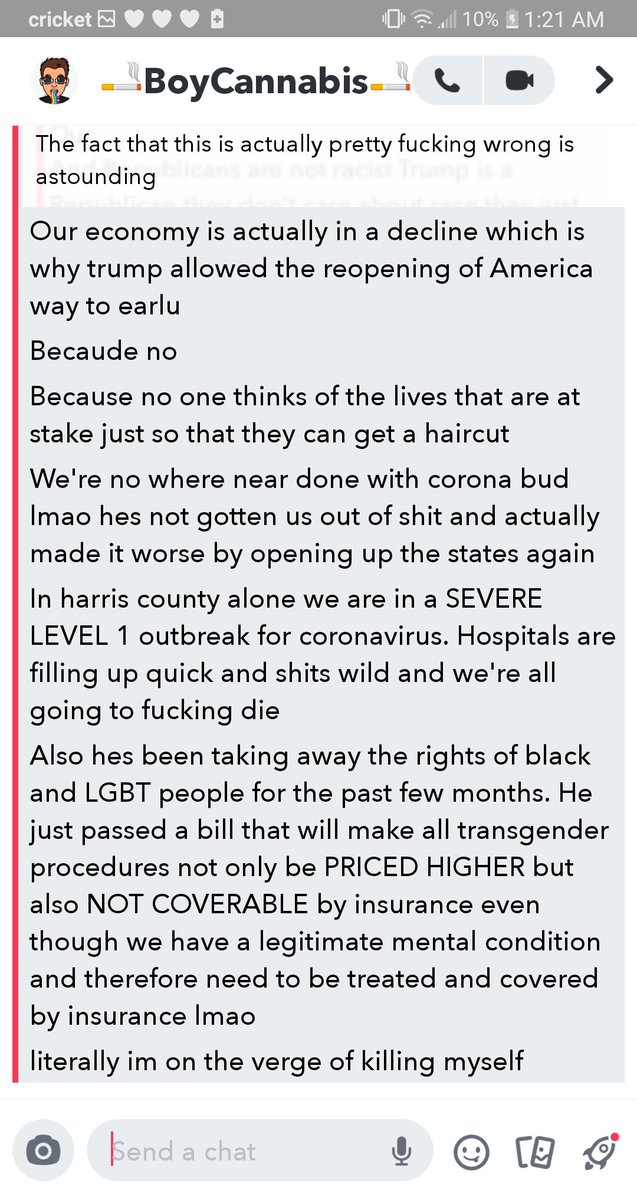 cricket 10% 1:21 AM
🚬BoyCannabis🚬
The fact that this is actually pretty fucking wrong is
astounding
And Republicans are not racist Trump is a
Republican they don't care about race they just
Our economy is actually in a decline which is
why trump allowed the reopening of America
way to earlu
Becaude no
Because no one thinks of the lives that are at
stake just so that they can get a haircut
We're no where near done with corona bud
lmao hes not gotten us out of shit and actually
made it worse by opening up the states again
In harris county alone we are in a SEVERE
LEVEL 1 outbreak for coronavirus. Hospitals are
filling up quick and shits wild and we're all
going to fucking die
Also hes been taking away the rights of black
and LGBT people for the past few months. He
just passed a bill that will make all transgender
procedures not only be PRICED HIGHER but
also NOT COVERABLE by insurance even
though we have a legitimate mental condition
and therefore need to be treated and covered
by insurance lmao
literally im on the verge of killing myself
Send a chat